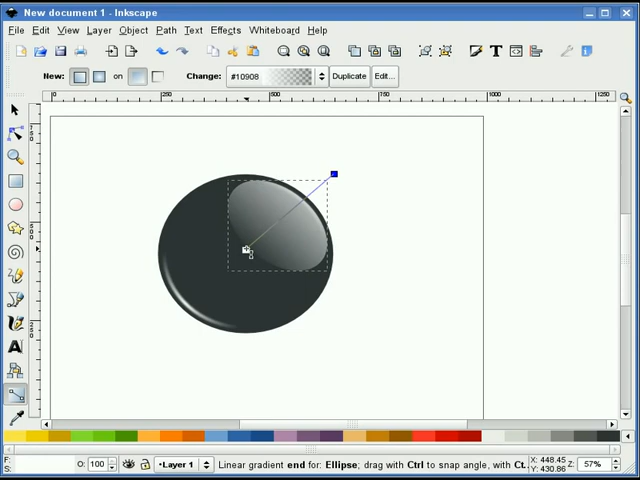 New document 1 - Inkscape
File Edit View Layer Object Path Text Effects Whiteboard Help
New: on Change: #10908 Duplicate Edit...
0 250 500 750 1000 1250
F: O: 100 •Layer 1 Linear gradient end for: Ellipse; drag with Ctrl to snap angle, with Ct.. X: 448.45 Z: 57%
S: Y: 430.86